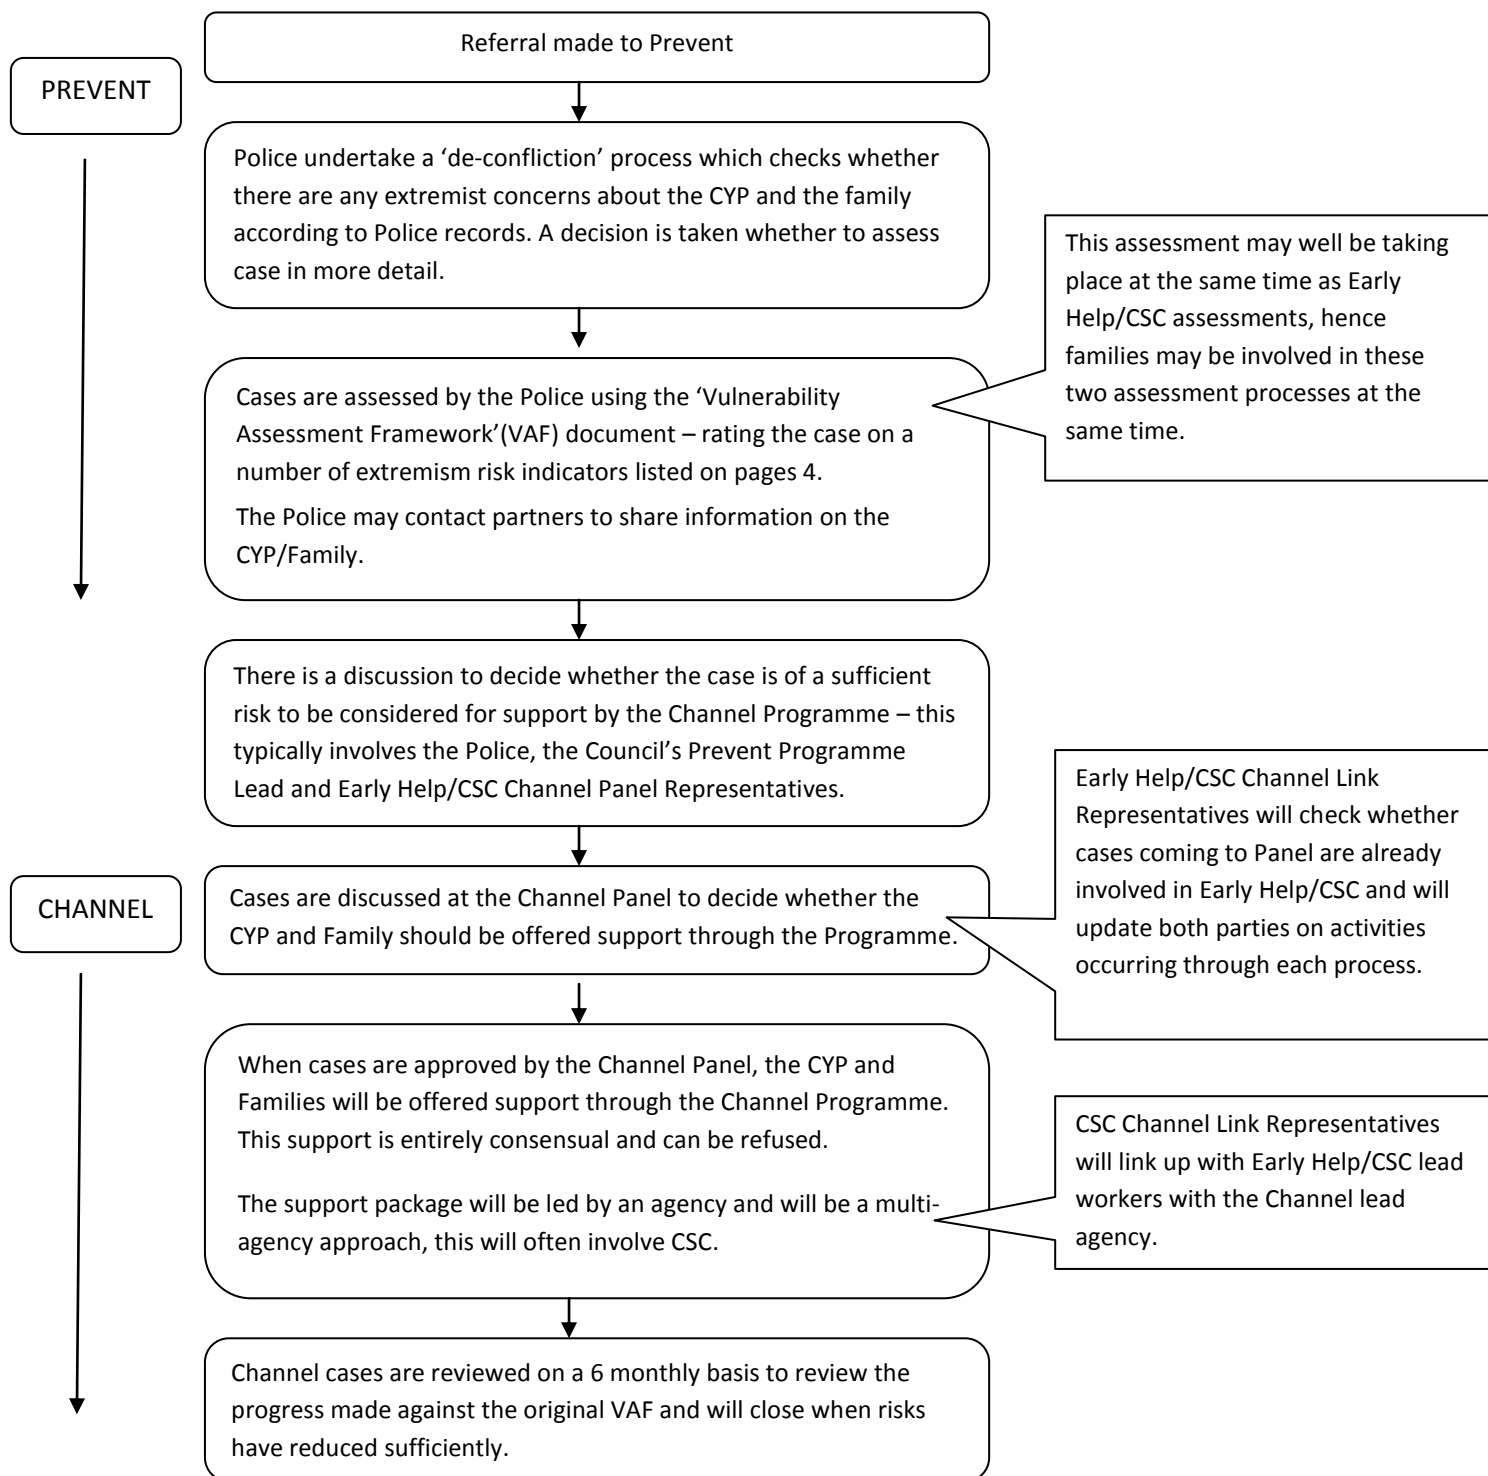 Referral made to Prevent
PREVENT
Police undertake a ‘de-confliction’ process which checks whether
there are any extremist concerns about the CYP and the family
according to Police records. A decision is taken whether to assess
case in more detail.
This assessment may well be taking
place at the same time as Early
Help/CSC assessments, hence
families may be involved in these
two assessment processes at the
same time.
Cases are assessed by the Police using the ‘Vulnerability
Assessment Framework’(VAF) document – rating the case on a
number of extremism risk indicators listed on pages 4.
The Police may contact partners to share information on the
CYP/Family.
There is a discussion to decide whether the case is of a sufficient
risk to be considered for support by the Channel Programme – this
typically involves the Police, the Council’s Prevent Programme
Lead and Early Help/CSC Channel Panel Representatives.
Early Help/CSC Channel Link
Representatives will check whether
cases coming to Panel are already
involved in Early Help/CSC and will
update both parties on activities
occurring through each process.
CHANNEL
Cases are discussed at the Channel Panel to decide whether the
CYP and Family should be offered support through the Programme.
When cases are approved by the Channel Panel, the CYP and
Families will be offered support through the Channel Programme.
This support is entirely consensual and can be refused.
The support package will be led by an agency and will be a multi-
agency approach, this will often involve CSC.
CSC Channel Link Representatives
will link up with Early Help/CSC lead
workers with the Channel lead
agency.
Channel cases are reviewed on a 6 monthly basis to review the
progress made against the original VAF and will close when risks
have reduced sufficiently.